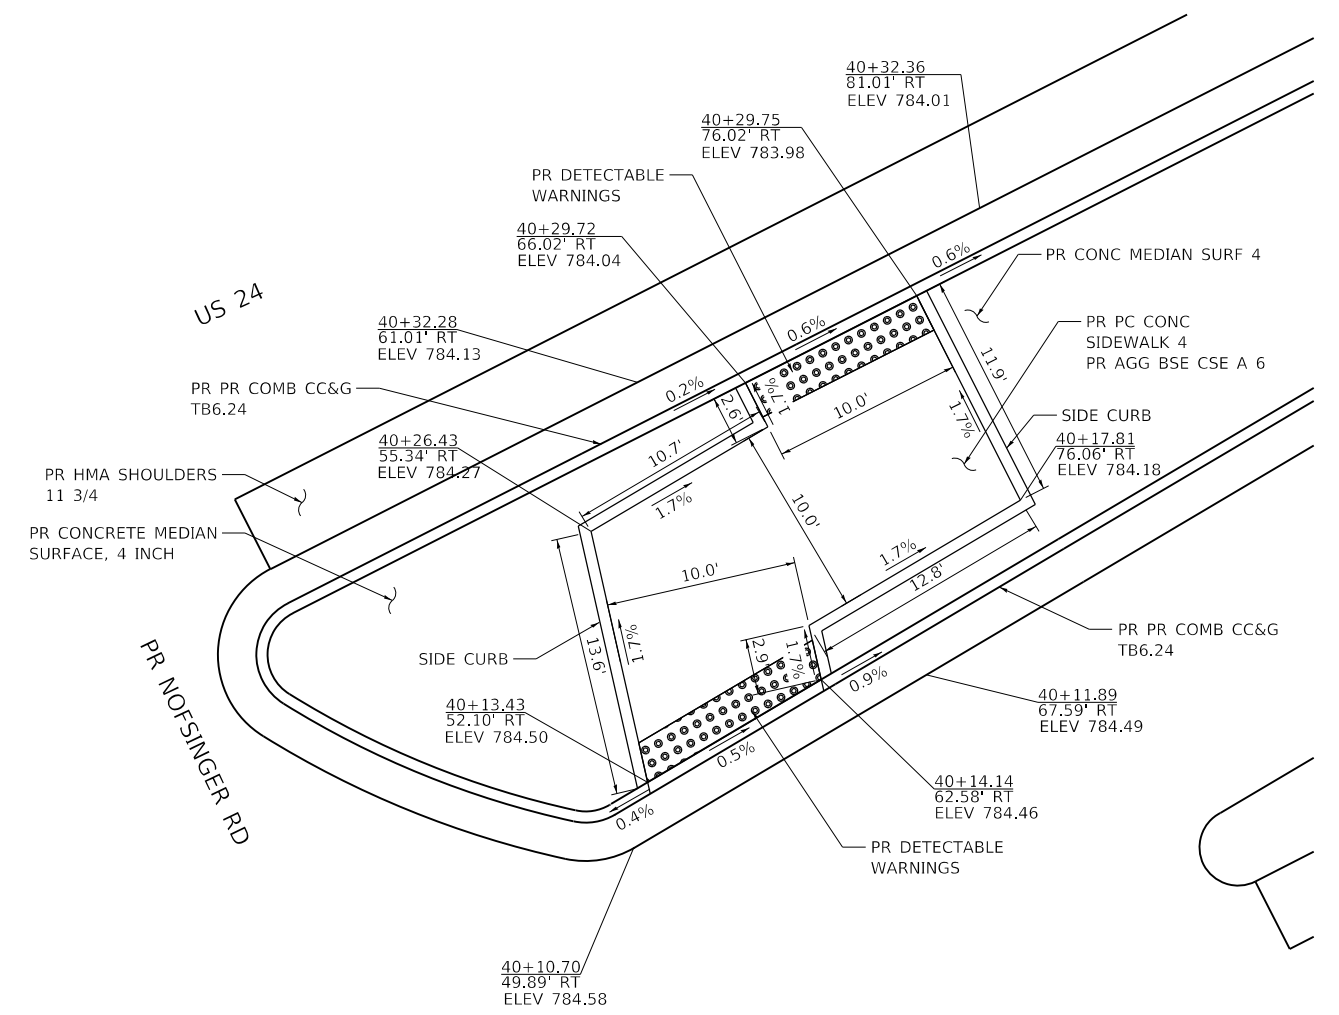 40+32.36
81.01' RT
ELEV 784.01
40+29.75
76.02' RT
ELEV 783.98
PR DETECTABLE
WARNINGS
40+29.72
66.02' RT
ELEV 784.04
0.6%
PR CONC MEDIAN SURF 4
US 24
40+32.28
61.01' RT
ELEV 784.13
0.6%
PR PC CONC
SIDEWALK 4
PR AGG BSE CSE A 6
11.9'
PR PR COMB CC&G
TB6.24
0.2%
2.6'
1.7%
10.0'
1.7%
SIDE CURB
40+26.43
55.34' RT
ELEV 784.27
10.7'
40+17.81
76.06' RT
ELEV 784.18
PR HMA SHOULDERS
11 3/4
1.7%
10.0'
PR CONCRETE MEDIAN
SURFACE, 4 INCH
1.7%
10.0'
12.8'
PR NOFSINGER RD
SIDE CURB
13.6'
1.7%
2.9'
1.7%
0.9%
PR PR COMB CC&G
TB6.24
40+13.43
52.10' RT
ELEV 784.50
40+11.89
67.59' RT
ELEV 784.49
0.5%
0.4%
40+14.14
62.58' RT
ELEV 784.46
PR DETECTABLE
WARNINGS
40+10.70
49.89' RT
ELEV 784.58